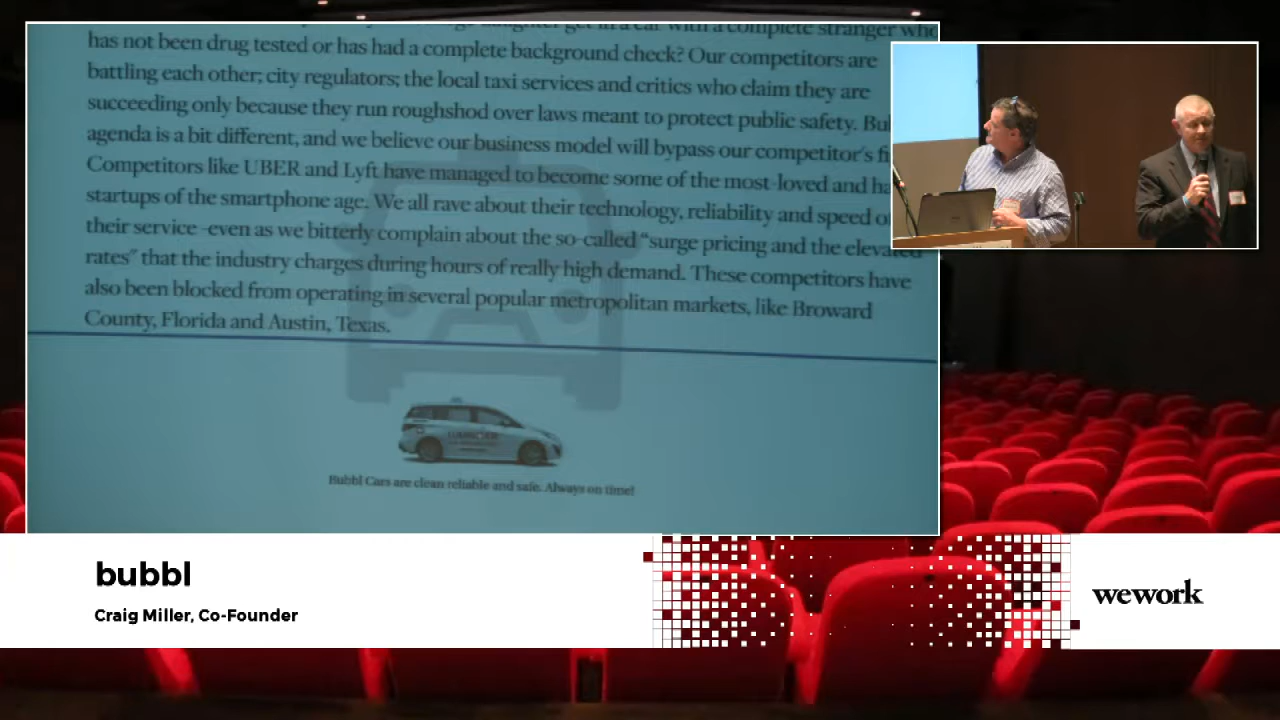 get in a car with a complete stranger who
has not been drug tested or has had a complete background check? Our competitors are
battling each other; city regulators; the local taxi services and critics who claim they are
succeeding only because they run roughshod over laws meant to protect public safety.
agenda is a bit different, and we believe our business model will bypass our competitor's
Competitors like UBER and Lyft have managed to become some of the most-loved and
startups of the smartphone age. We all rave about their technology, reliability and speed
their service -even as we bitterly complain about the so-called “surge pricing and the elevated
rates” that the industry charges during hours of really high demand. These competitors have
also been blocked from operating in several popular metropolitan markets, like Broward
County, Florida and Austin, Texas.
Bubbl Cars are clean reliable and safe. Always on time!
bubbl
Craig Miller, Co-Founder
wework